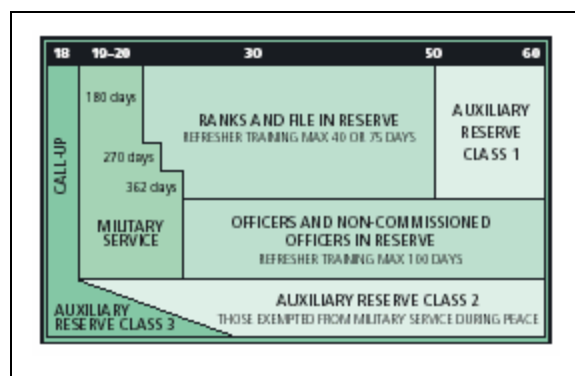 18 19–20 30 50 60
CALL-UP
180 days
270 days
362 days
MILITARY
SERVICE
RANKS AND FILE IN RESERVE
REFRESHER TRAINING MAX 40 OR 75 DAYS
AUXILIARY
RESERVE
CLASS 1
OFFICERS AND NON-COMMISSIONED
OFFICERS IN RESERVE
REFRESHER TRAINING MAX 100 DAYS
AUXILIARY RESERVE CLASS 2
THOSE EXEMPTED FROM MILITARY SERVICE DURING PEACE
AUXILIARY
RESERVE CLASS 3